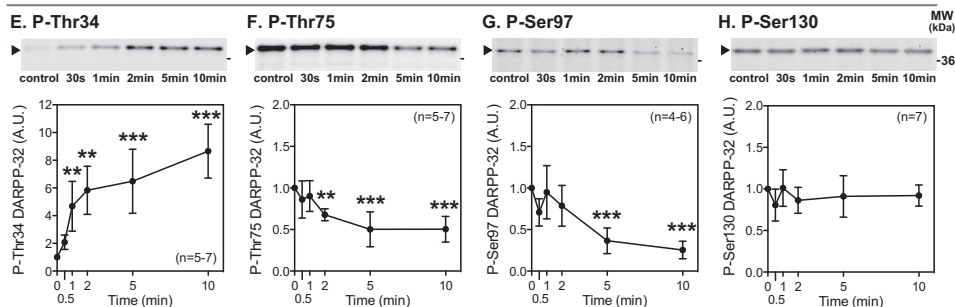 E. P-Thr34
control 30s 1min 2min 5min 10min
P-Thr34 DARPP-32 (A.U.)
12
10
8
6
4
2
0
** ** *** ***
(n=5-7)
0 0.5 1 2 5 10
Time (min)
F. P-Thr75
control 30s 1min 2min 5min 10min
P-Thr75 DARPP-32 (A.U.)
2.0
1.5
1.0
0.5
0.0
(n=5-7)
** *** ***
0 0.5 1 2 5 10
Time (min)
G. P-Ser97
control 30s 1min 2min 5min 10min
P-Ser97 DARPP-32 (A.U.)
2.0
1.5
1.0
0.5
0.0
(n=4-6)
*** ***
0 0.5 1 2 5 10
Time (min)
H. P-Ser130
MW
(kDa)
-36
control 30s 1min 2min 5min 10min
P-Ser130 DARPP-32 (A.U.)
2.0
1.5
1.0
0.5
0.0
(n=7)
0 0.5 1 2 5 10
Time (min)